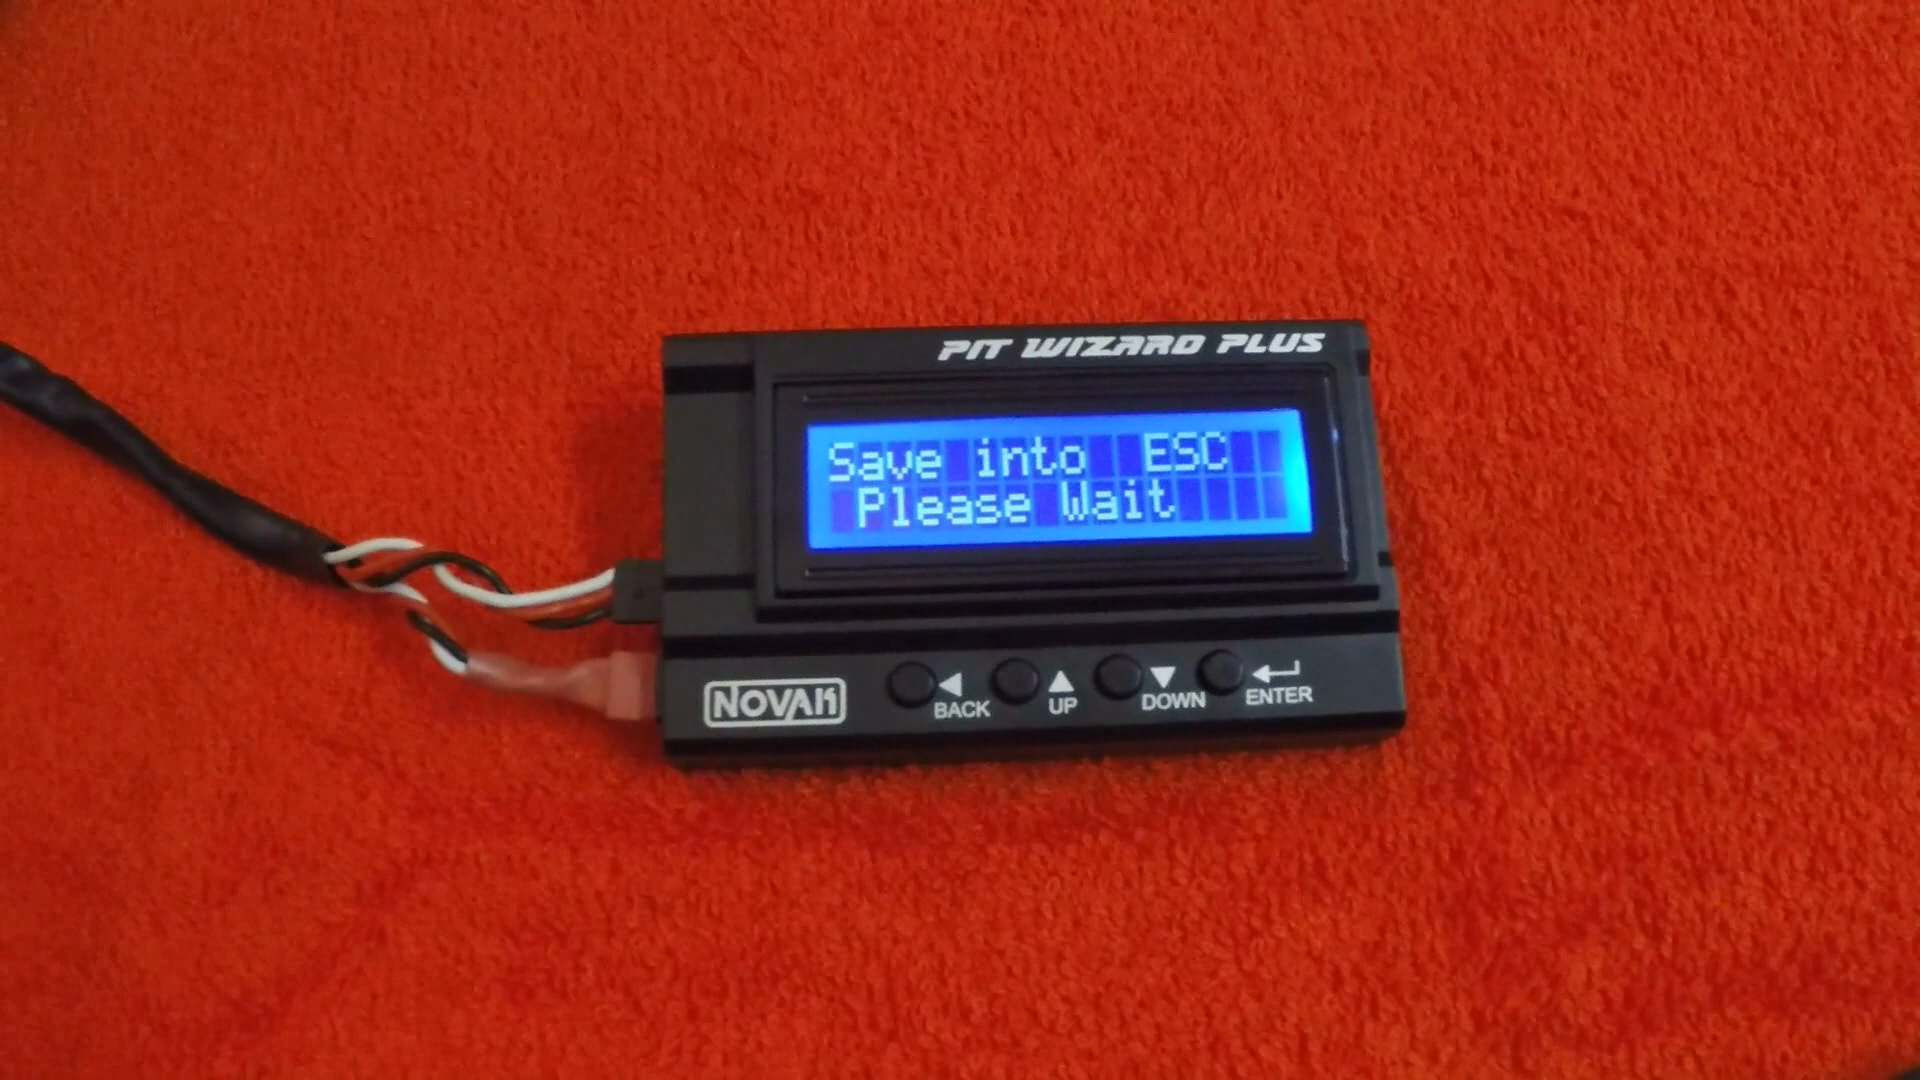 PIT WIZARD PLUS
Save into ESC
Please Wait
NOVAK
BACK
UP
DOWN
ENTER